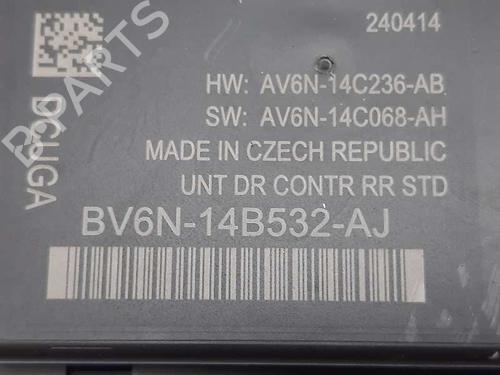 240414
HW: AV6N-14C236-AB
SW: AV6N-14C068-AH
MADE IN CZECH REPUBLIC
UNT DR CONTR RR STD
DCUGA
BV6N-14B532-AJ
B PARTS